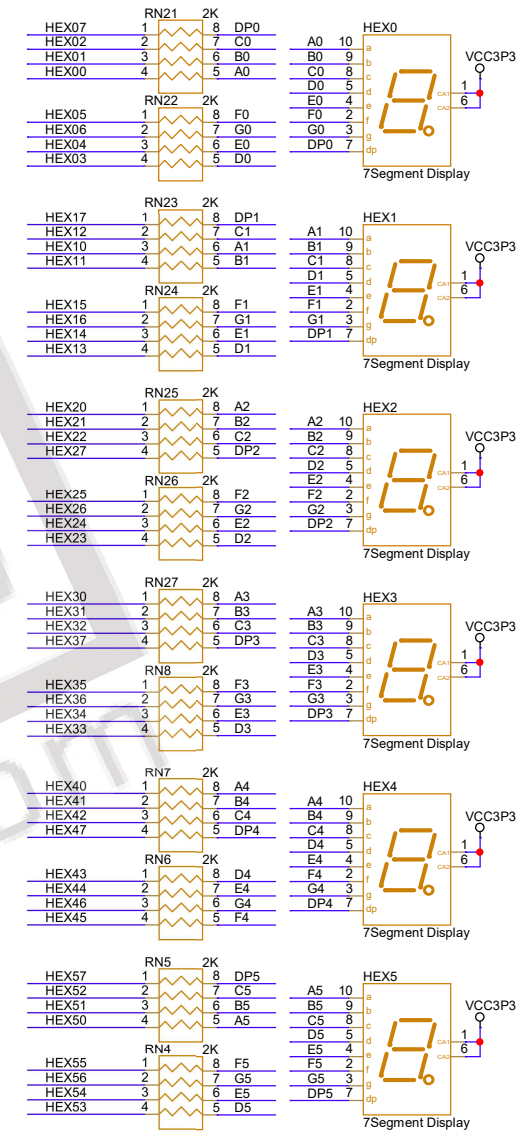 RN21 2K HEX0
HEX07 1 8 DP0
HEX02 2 7 C0
HEX01 3 6 B0
HEX00 4 5 A0
A0 10 a
B0 9 b
C0 8 c
D0 5 d
E0 4 e
F0 2 f
G0 3 g
DP0 7 dp
CA1 1 VCC3P3
CA2 6
RN22 2K
HEX05 1 8 F0
HEX06 2 7 G0
HEX04 3 6 E0
HEX03 4 5 D0
7Segment Display
RN23 2K HEX1
HEX17 1 8 DP1
HEX12 2 7 C1
HEX10 3 6 A1
HEX11 4 5 B1
A1 10 a
B1 9 b
C1 8 c
D1 5 d
E1 4 e
F1 2 f
G1 3 g
DP1 7 dp
CA1 1 VCC3P3
CA2 6
RN24 2K
HEX15 1 8 F1
HEX16 2 7 G1
HEX14 3 6 E1
HEX13 4 5 D1
7Segment Display
RN25 2K HEX2
HEX20 1 8 A2
HEX21 2 7 B2
HEX22 3 6 C2
HEX27 4 5 DP2
A2 10 a
B2 9 b
C2 8 c
D2 5 d
E2 4 e
F2 2 f
G2 3 g
DP2 7 dp
CA1 1 VCC3P3
CA2 6
RN26 2K
HEX25 1 8 F2
HEX26 2 7 G2
HEX24 3 6 E2
HEX23 4 5 D2
7Segment Display
RN27 2K HEX3
HEX30 1 8 A3
HEX31 2 7 B3
HEX32 3 6 C3
HEX37 4 5 DP3
A3 10 a
B3 9 b
C3 8 c
D3 5 d
E3 4 e
F3 2 f
G3 3 g
DP3 7 dp
CA1 1 VCC3P3
CA2 6
RN8 2K
HEX35 1 8 F3
HEX36 2 7 G3
HEX34 3 6 E3
HEX33 4 5 D3
7Segment Display
RN7 2K HEX4
HEX40 1 8 A4
HEX41 2 7 B4
HEX42 3 6 C4
HEX47 4 5 DP4
A4 10 a
B4 9 b
C4 8 c
D4 5 d
E4 4 e
F4 2 f
G4 3 g
DP4 7 dp
CA1 1 VCC3P3
CA2 6
RN6 2K
HEX43 1 8 D4
HEX44 2 7 E4
HEX46 3 6 G4
HEX45 4 5 F4
7Segment Display
RN5 2K HEX5
HEX57 1 8 DP5
HEX52 2 7 C5
HEX51 3 6 B5
HEX50 4 5 A5
A5 10 a
B5 9 b
C5 8 c
D5 5 d
E5 4 e
F5 2 f
G5 3 g
DP5 7 dp
CA1 1 VCC3P3
CA2 6
RN4 2K
HEX55 1 8 F5
HEX56 2 7 G5
HEX54 3 6 E5
HEX53 4 5 D5
7Segment Display